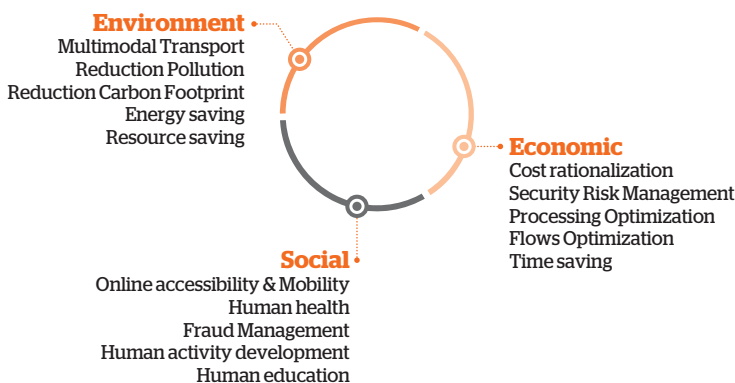 Environment
Multimodal Transport
Reduction Pollution
Reduction Carbon Footprint
Energy saving
Resource saving
Economic
Cost rationalization
Security Risk Management
Processing Optimization
Flows Optimization
Time saving
Social
Online accessibility & Mobility
Human health
Fraud Management
Human activity development
Human education